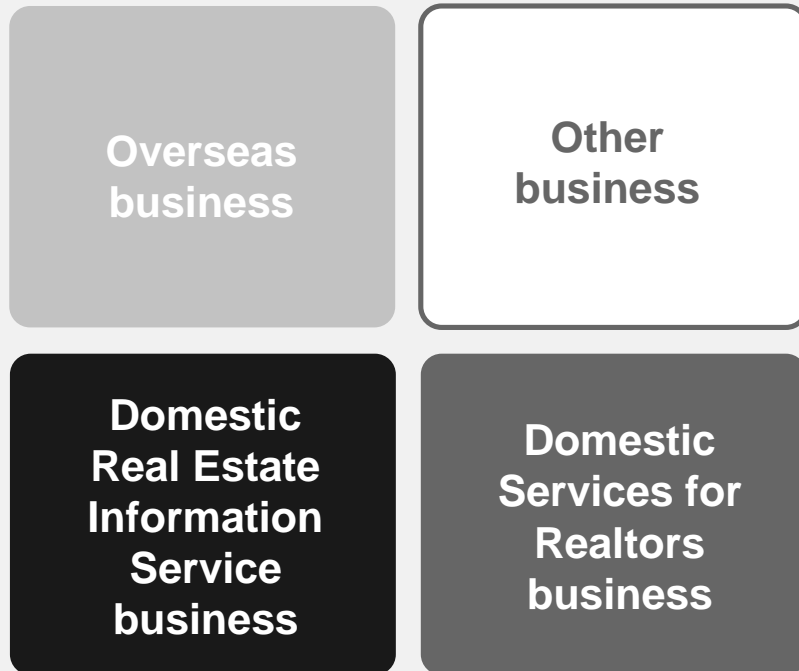 Overseas
business
Other
business
Domestic
Real Estate
Information
Service
business
Domestic
Services for
Realtors
business